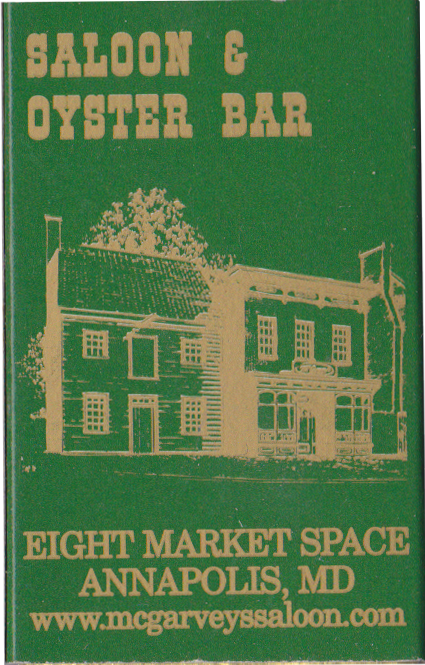 SALOON &
OYSTER BAR
EIGHT MARKET SPACE
ANNAPOLIS, MD
www.mcgarveyssaloon.com